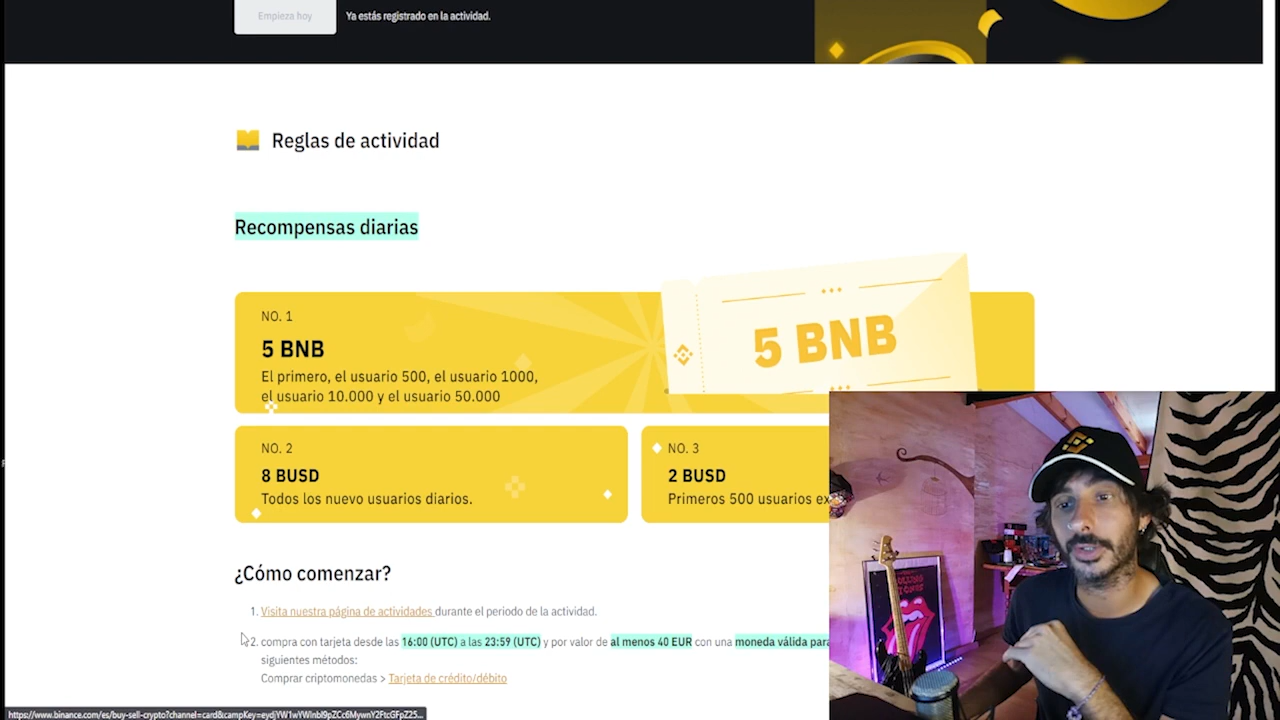 Empieza hoy
Ya estás registrado en la actividad.
Reglas de actividad
Recompensas diarias
NO. 1
5 BNB
El primero, el usuario 500, el usuario 1000,
el usuario 10.000 y el usuario 50.000
5 BNB
NO. 2
8 BUSD
Todos los nuevo usuarios diarios.
NO. 3
2 BUSD
Primeros 500 usuarios ex
¿Cómo comenzar?
1. Visita nuestra página de actividades durante el periodo de la actividad.
2. compra con tarjeta desde las 16:00 (UTC) a las 23:59 (UTC) y por valor de al menos 40 EUR con una moneda válida para
siguientes métodos:
Comprar criptomonedas > Tarjeta de crédito/débito